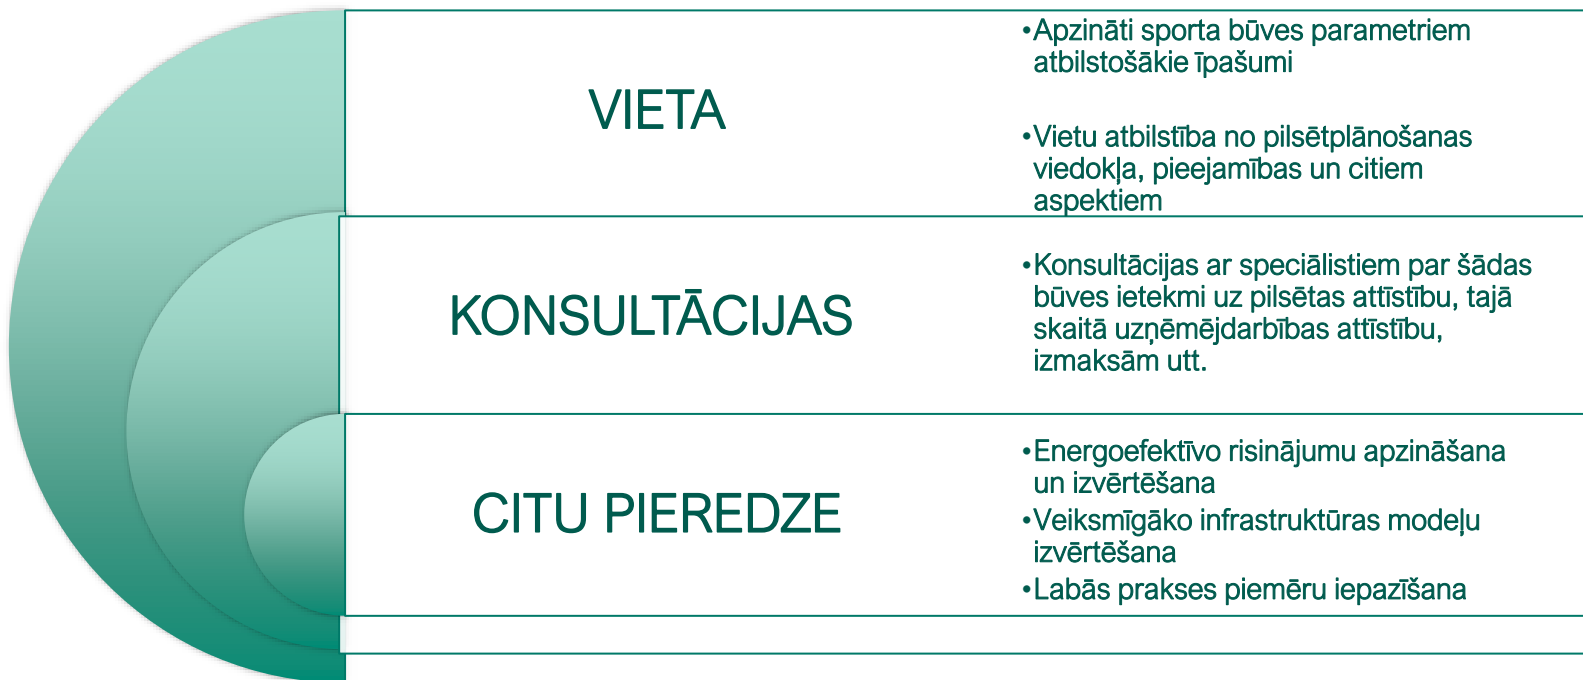 VIETA
•Apzināti sporta būves parametriem
atbilstošākie īpašumi
•Vietu atbilstība no pilsētplānošanas
viedokļa, pieejamības un citiem
aspektiem
KONSULTĀCIJAS
•Konsultācijas ar speciālistiem par šādas
būves ietekmi uz pilsētas attīstību, tajā
skaitā uzņēmējdarbības attīstību,
izmaksām utt.
CITU PIEREDZE
•Energoefektīvo risinājumu apzināšana
un izvērtēšana
•Veiksmīgāko infrastruktūras modeļu
izvērtēšana
•Labās prakses piemēru iepazīšana